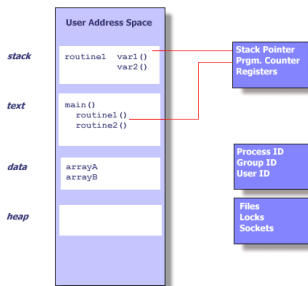 User Address Space
stack
routine1 var1()
var2()
Stack Pointer
Prgm. Counter
Registers
text
main()
routine1()
routine2()
data
arrayA
arrayB
Process ID
Group ID
User ID
heap
Files
Locks
Sockets